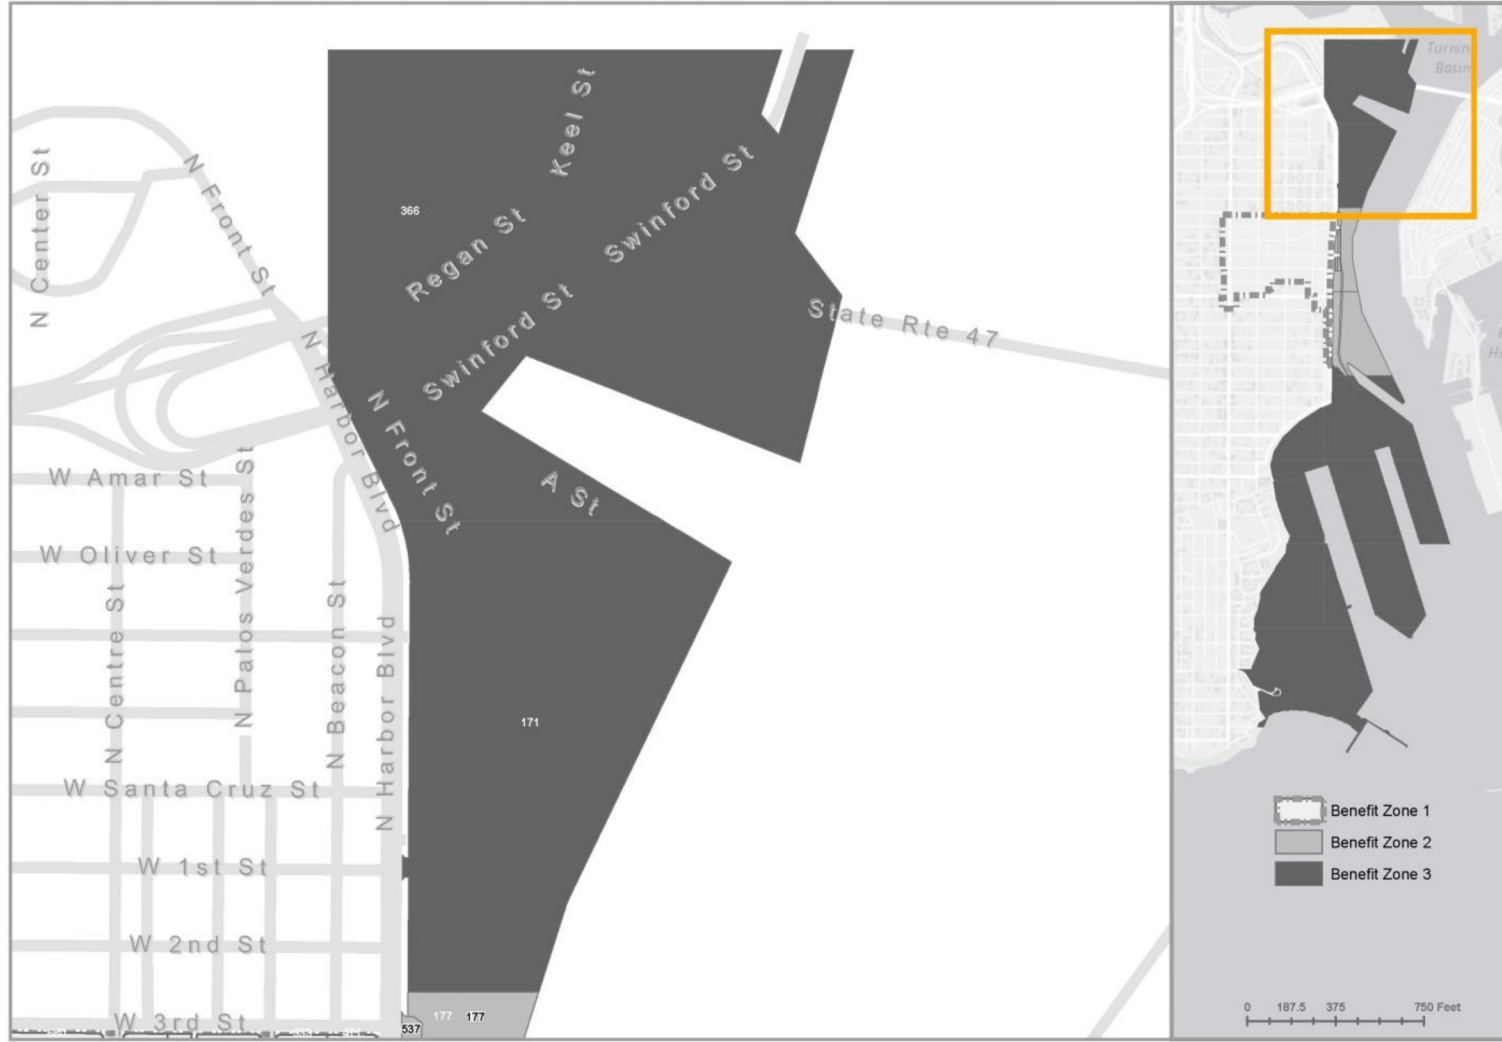 Keel St
Swinford St
N Center St
N Front St
366
Regan St
Swinford St
State Rte 47
N Harbor Blvd
N Front St
A St
W Amar St
N Palos Verdes St
W Oliver St
N Centre St
N Beacon St
N Harbor Blvd
171
W Santa Cruz St
W 1st St
W 2nd St
W 3rd St
537
177 177
Turnin
Basin
Benefit Zone 1
Benefit Zone 2
Benefit Zone 3
0 187.5 375 750 Feet